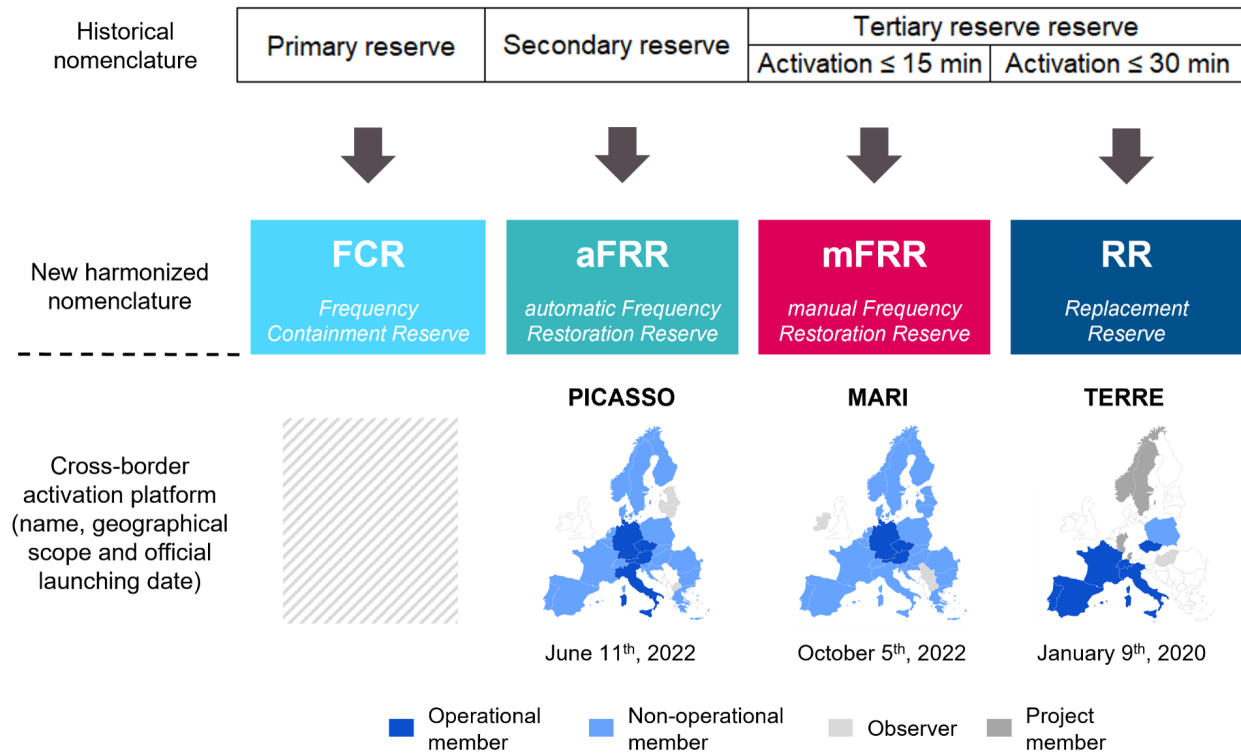 Historical
nomenclature
Primary reserve
Secondary reserve
Tertiary reserve reserve
Activation ≤ 15 min
Activation ≤ 30 min
New harmonized
nomenclature
FCR
Frequency
Containment Reserve
aFRR
automatic Frequency
Restoration Reserve
mFRR
manual Frequency
Restoration Reserve
RR
Replacement
Reserve
Cross-border
activation platform
(name, geographical
scope and official
launching date)
PICASSO
MARI
TERRE
June 11th, 2022
October 5th, 2022
January 9th, 2020
Operational
member
Non-operational
member
Observer
Project
member